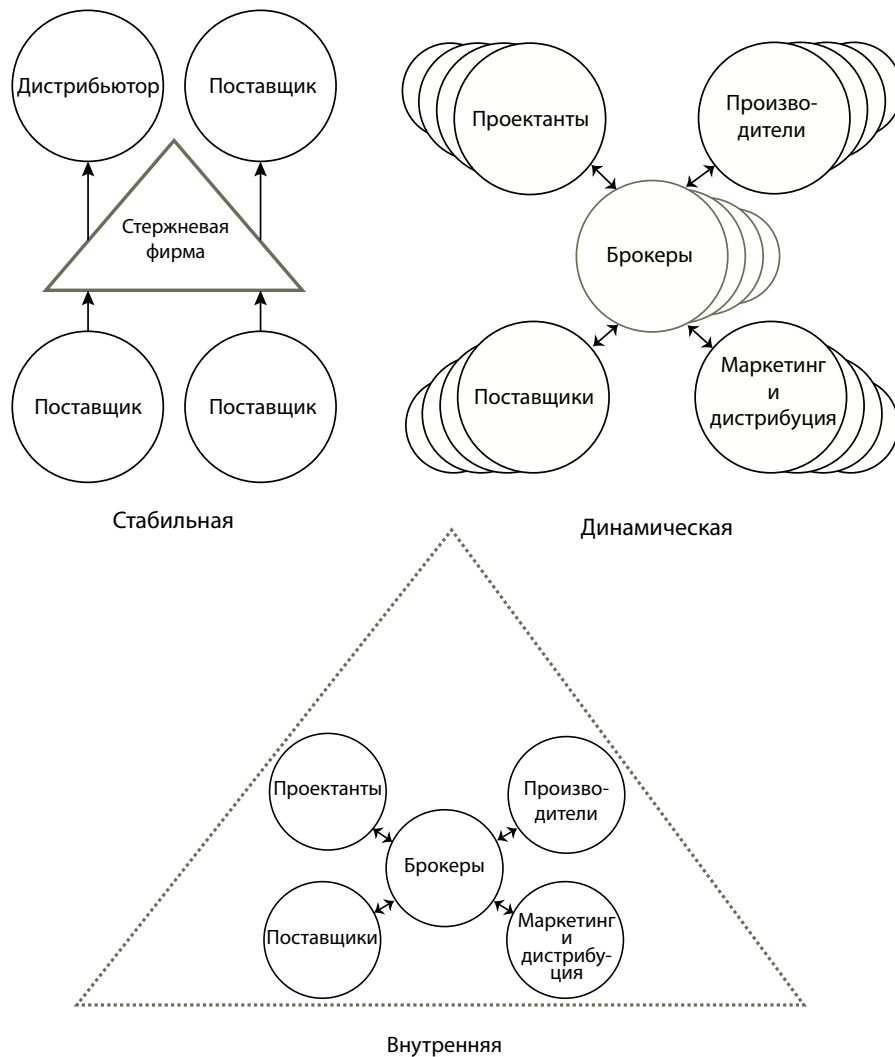 Дистрибьютор
Поставщик
Стержневая
фирма
Поставщик
Поставщик
Стабильная
Проектанты
Произво-
дители
Брокеры
Поставщики
Маркетинг
и
дистрибуция
Динамическая
Проектанты
Произво-
дители
Брокеры
Поставщики
Маркетинг
и
дистрибу-
ция
Внутренняя